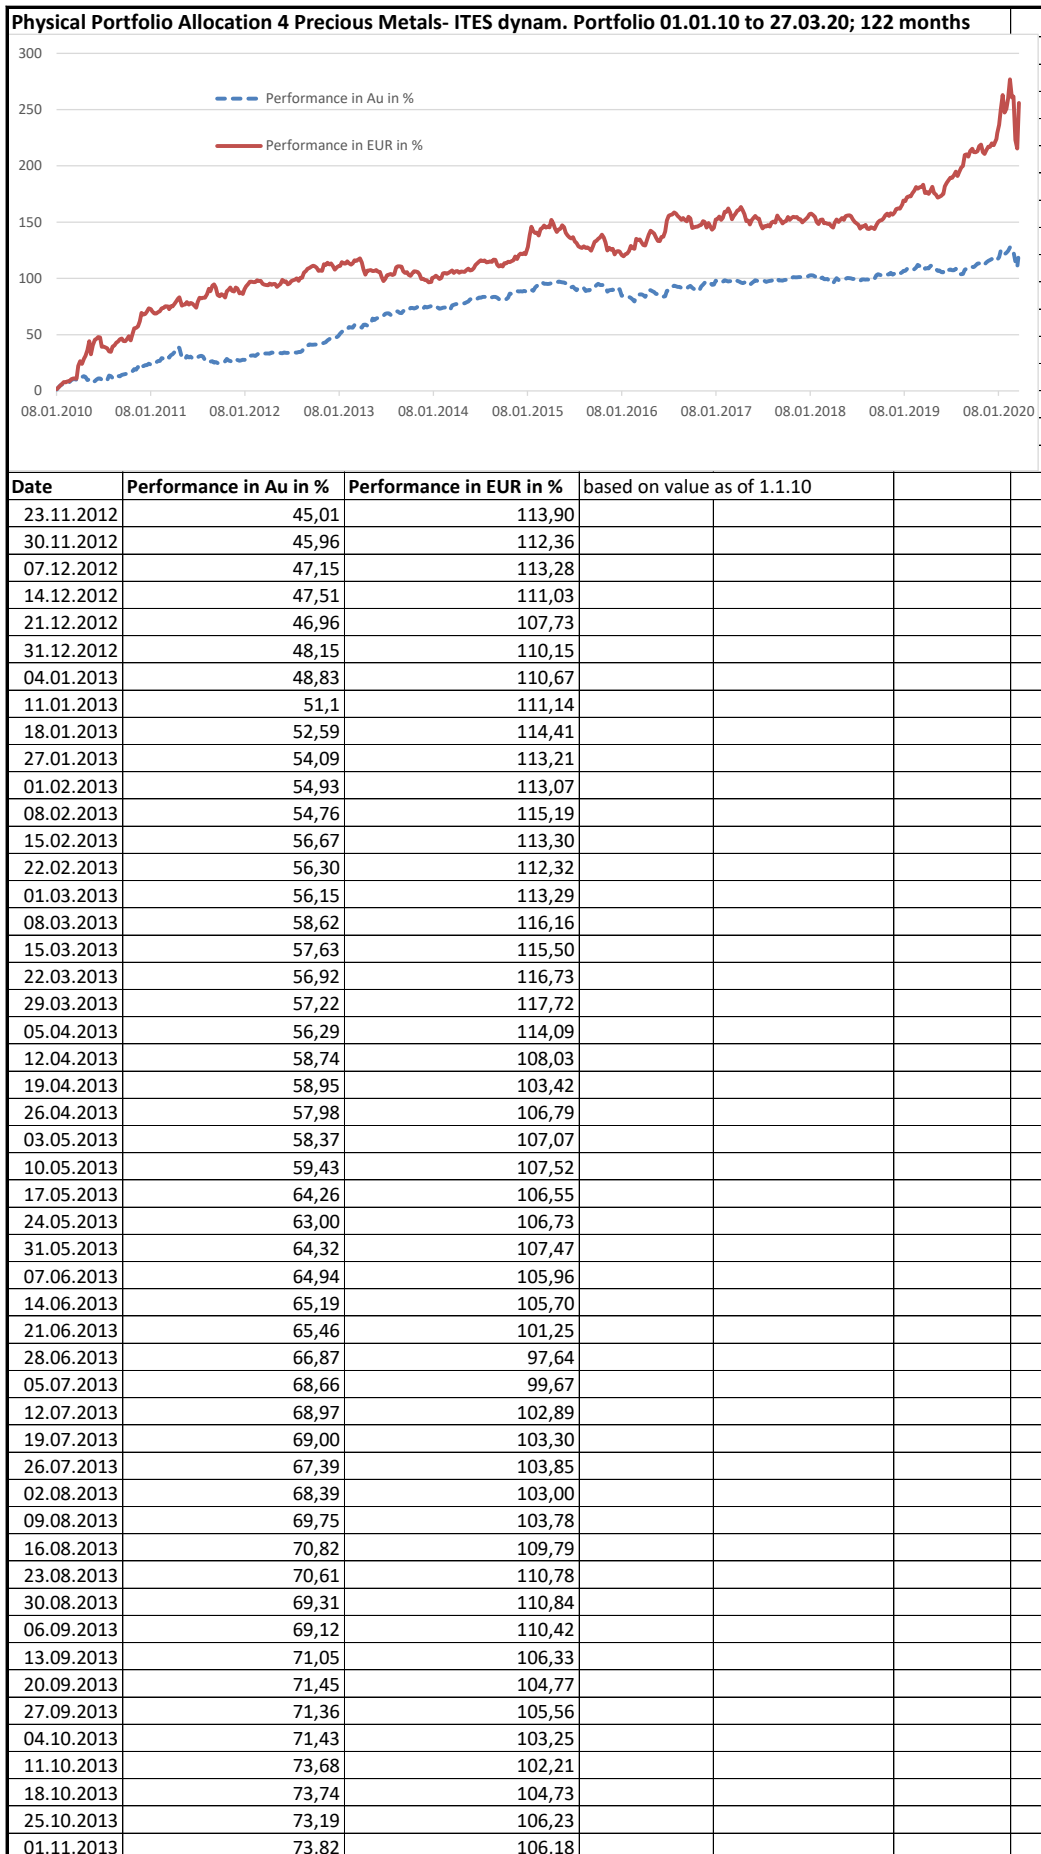 Physical Portfolio Allocation 4 Precious Metals- ITES dynam. Portfolio 01.01.10 to 27.03.20; 122 months
300
250
200
150
100
50
0
Performance in Au in %
Performance in EUR in %
08.01.2010 08.01.2011 08.01.2012 08.01.2013 08.01.2014 08.01.2015 08.01.2016 08.01.2017 08.01.2018 08.01.2019 08.01.2020
Date Performance in Au in % Performance in EUR in % based on value as of 1.1.10
23.11.2012 45,01 113,90
30.11.2012 45,96 112,36
07.12.2012 47,15 113,28
14.12.2012 47,51 111,03
21.12.2012 46,96 107,73
31.12.2012 48,15 110,15
04.01.2013 48,83 110,67
11.01.2013 51,1 111,14
18.01.2013 52,59 114,41
27.01.2013 54,09 113,21
01.02.2013 54,93 113,07
08.02.2013 54,76 115,19
15.02.2013 56,67 113,30
22.02.2013 56,30 112,32
01.03.2013 56,15 113,29
08.03.2013 58,62 116,16
15.03.2013 57,63 115,50
22.03.2013 56,92 116,73
29.03.2013 57,22 117,72
05.04.2013 56,29 114,09
12.04.2013 58,74 108,03
19.04.2013 58,95 103,42
26.04.2013 57,98 106,79
03.05.2013 58,37 107,07
10.05.2013 59,43 107,52
17.05.2013 64,26 106,55
24.05.2013 63,00 106,73
31.05.2013 64,32 107,47
07.06.2013 64,94 105,96
14.06.2013 65,19 105,70
21.06.2013 65,46 101,25
28.06.2013 66,87 97,64
05.07.2013 68,66 99,67
12.07.2013 68,97 102,89
19.07.2013 69,00 103,30
26.07.2013 67,39 103,85
02.08.2013 68,39 103,00
09.08.2013 69,75 103,78
16.08.2013 70,82 109,79
23.08.2013 70,61 110,78
30.08.2013 69,31 110,84
06.09.2013 69,12 110,42
13.09.2013 71,05 106,33
20.09.2013 71,45 104,77
27.09.2013 71,36 105,56
04.10.2013 71,43 103,25
11.10.2013 73,68 102,21
18.10.2013 73,74 104,73
25.10.2013 73,19 106,23
01.11.2013 73,82 106,18